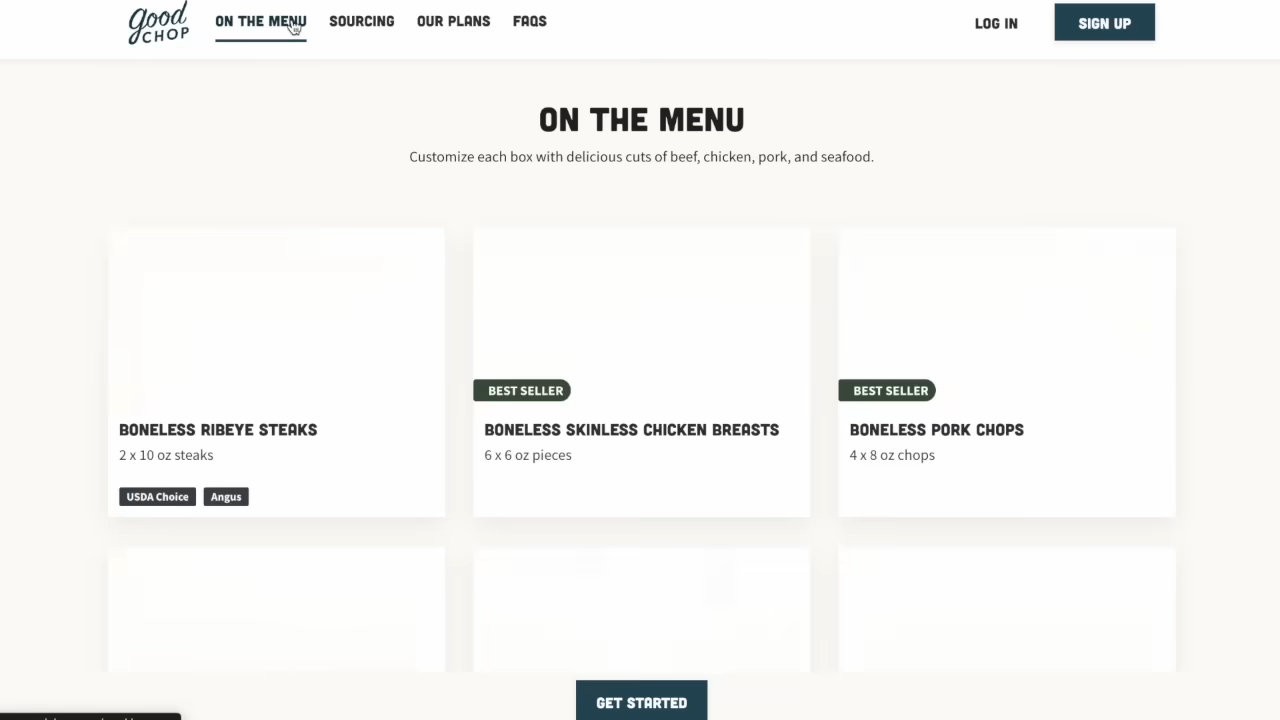 good CHOP
ON THE MENU
SOURCING
OUR PLANS
FAQS
LOG IN
SIGN UP
ON THE MENU
Customize each box with delicious cuts of beef, chicken, pork, and seafood.
BEST SELLER
BEST SELLER
BONELESS RIBEYE STEAKS
2 x 10 oz steaks
USDA Choice
Angus
BONELESS SKINLESS CHICKEN BREASTS
6 x 6 oz pieces
BONELESS PORK CHOPS
4 x 8 oz chops
GET STARTED